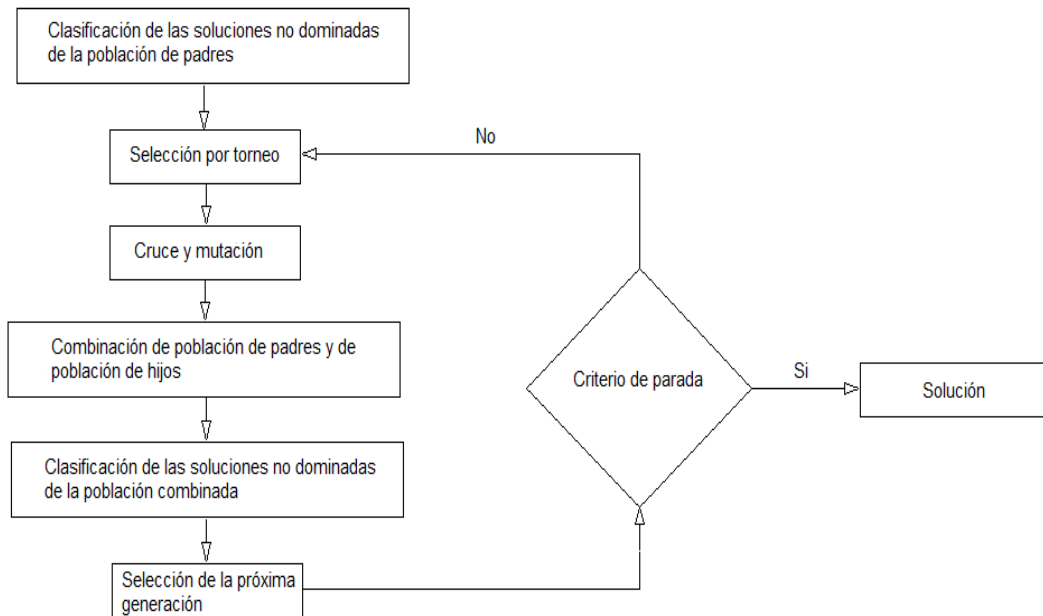 Clasificación de las soluciones no dominadas
de la población de padres
Selección por torneo
No
Cruce y mutación
Combinación de población de padres y de
población de hijos
Criterio de parada
Si
Solución
Clasificación de las soluciones no dominadas
de la población combinada
Selección de la próxima
generación